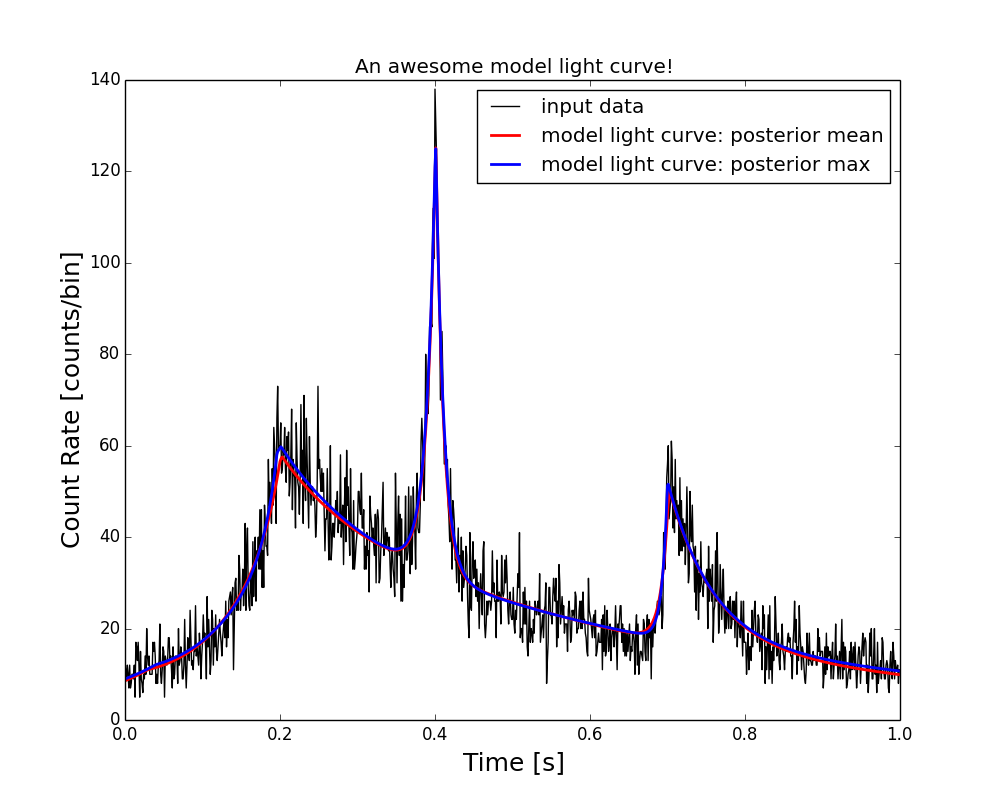 An awesome model light curve!
input data
model light curve: posterior mean
model light curve: posterior max
Count Rate [counts/bin]
140
120
100
80
60
40
20
0
0.0 0.2 0.4 0.6 0.8 1.0
Time [s]